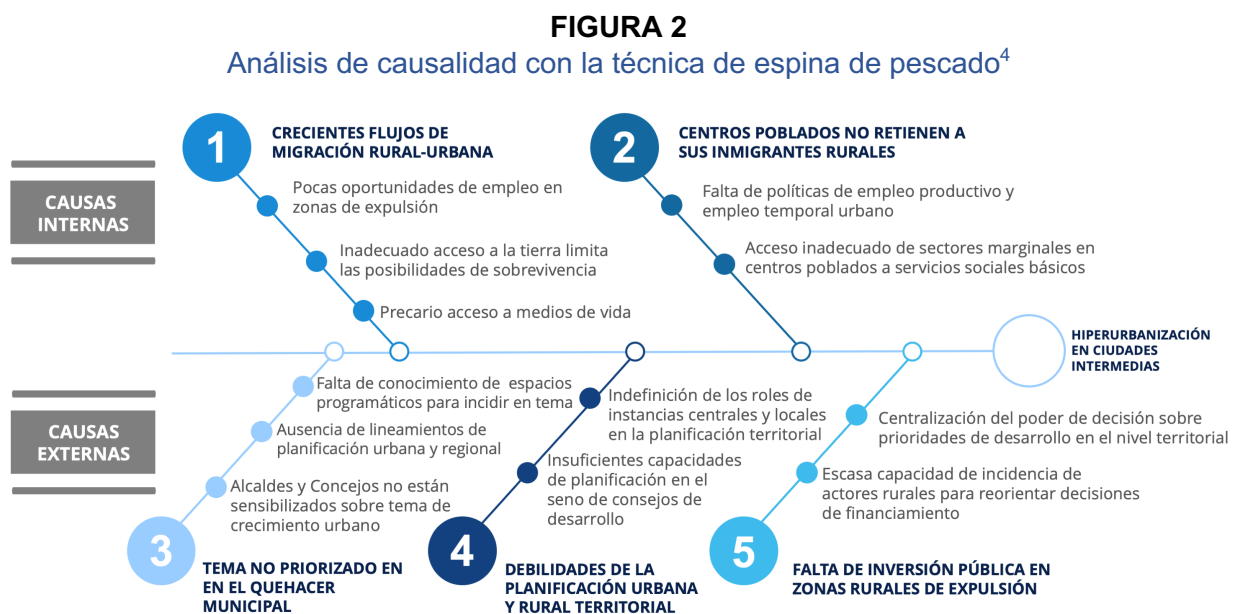 FIGURA 2
Análisis de causalidad con la técnica de espina de pescado4
CAUSAS
INTERNAS
1
CRECIENTES FLUJOS DE
MIGRACIÓN RURAL-URBANA
Pocas oportunidades de empleo en
zonas de expulsión
Inadecuado acceso a la tierra limita
las posibilidades de sobrevivencia
Precario acceso a medios de vida
2
CENTROS POBLADOS NO RETIENEN A
SUS INMIGRANTES RURALES
Falta de políticas de empleo productivo y
empleo temporal urbano
Acceso inadecuado de sectores marginales en
centros poblados a servicios sociales básicos
HIPERURBANIZACIÓN
EN CIUDADES
INTERMEDIAS
CAUSAS
EXTERNAS
Falta de conocimiento de espacios
programáticos para incidir en tema
Ausencia de lineamientos de
planificación urbana y regional
Alcaldes y Concejos no están
sensibilizados sobre tema de
crecimiento urbano
3
TEMA NO PRIORIZADO EN
EN EL QUEHACER
MUNICIPAL
Indefinición de los roles de
instancias centrales y locales
en la planificación territorial
Insuficientes capacidades
de planificación en el
seno de consejos de
desarrollo
4
DEBILIDADES DE LA
PLANIFICACIÓN URBANA
Y RURAL TERRITORIAL
Centralización del poder de decisión sobre
prioridades de desarrollo en el nivel territorial
Escasa capacidad de incidencia de
actores rurales para reorientar decisiones
de financiamiento
5
FALTA DE INVERSIÓN PÚBLICA EN
ZONAS RURALES DE EXPULSIÓN